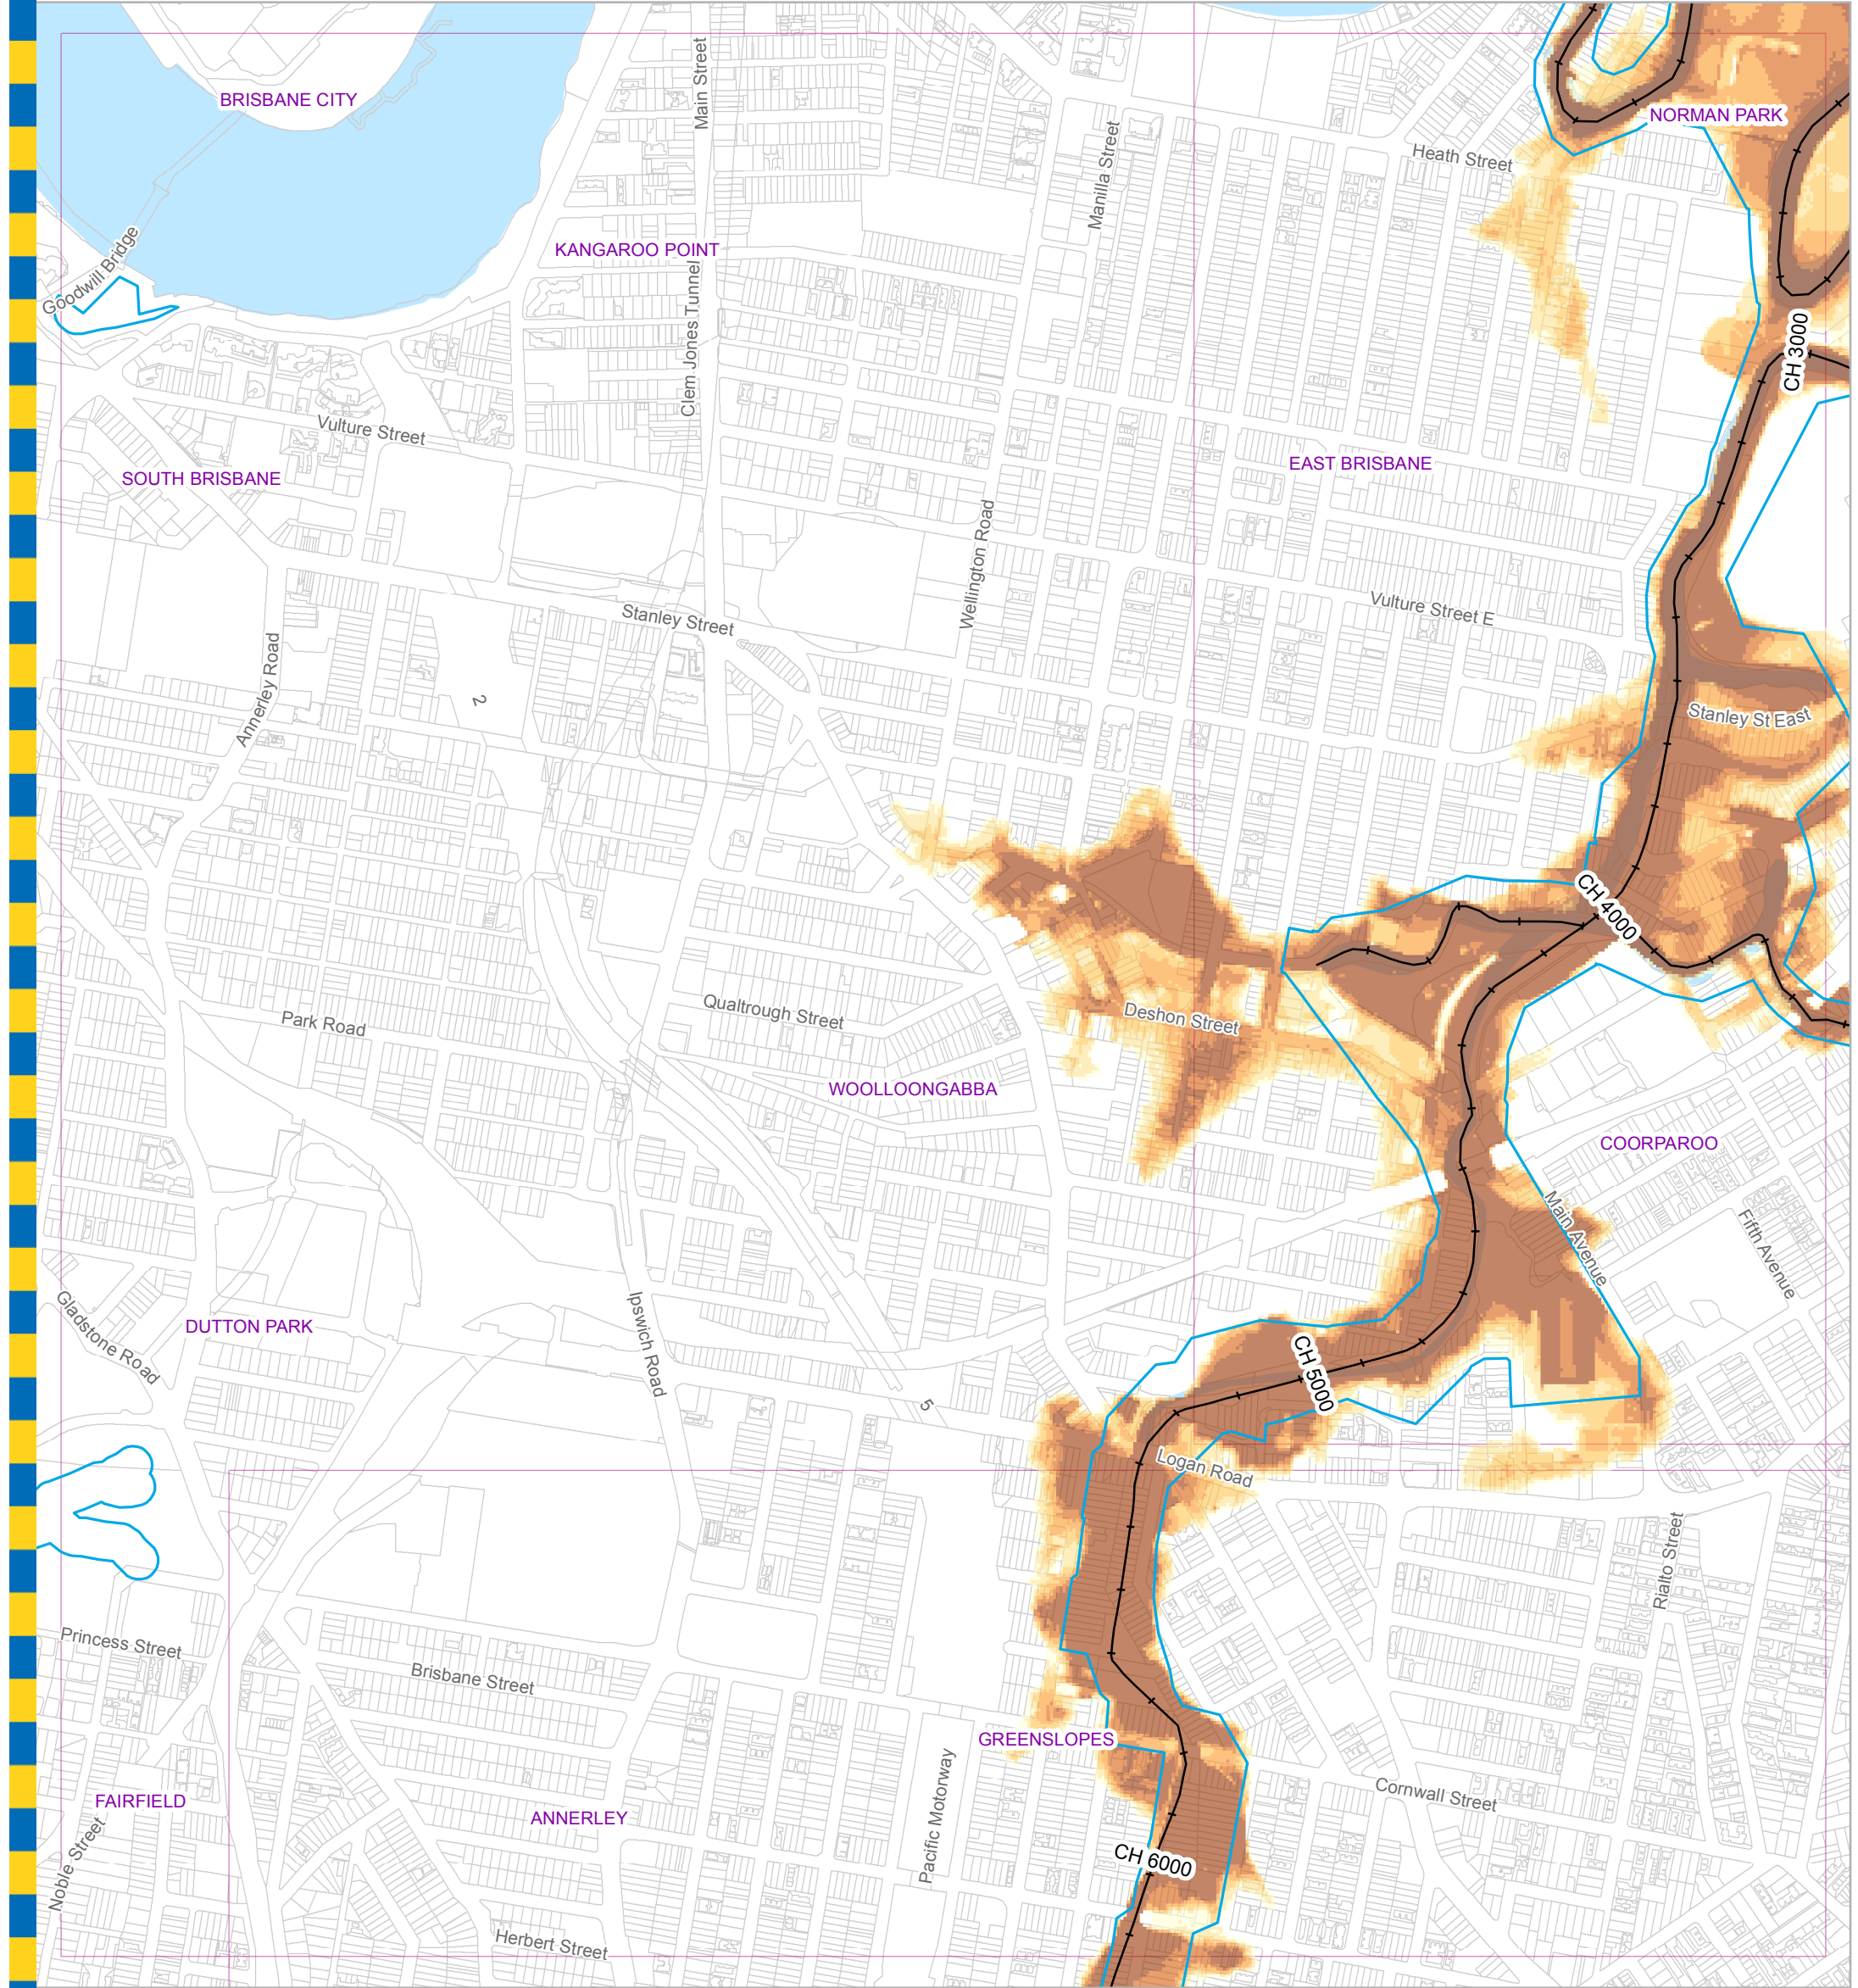 Main Street
BRISBANE CITY
NORMAN PARK
Heath Street
Manilla Street
KANGAROO POINT
Goodwill Bridge
Clem Jones Tunnel
CH 3000
Vulture Street
EAST BRISBANE
SOUTH BRISBANE
Wellington Road
Stanley Street
Vulture Street E
Annerley Road
2
Stanley St East
CH 4000
Qualtrough Street
Deshon Street
Park Road
WOOLLOONGABBA
COORPAROO
Main Avenue
Fifth Avenue
Gladstone Road
DUTTON PARK
Ipswich Road
CH 5000
5
Logan Road
Rialto Street
Princess Street
Brisbane Street
GREENSLOPES
Pacific Motorway
Cornwall Street
FAIRFIELD
ANNERLEY
Noble Street
CH 6000
Herbert Street